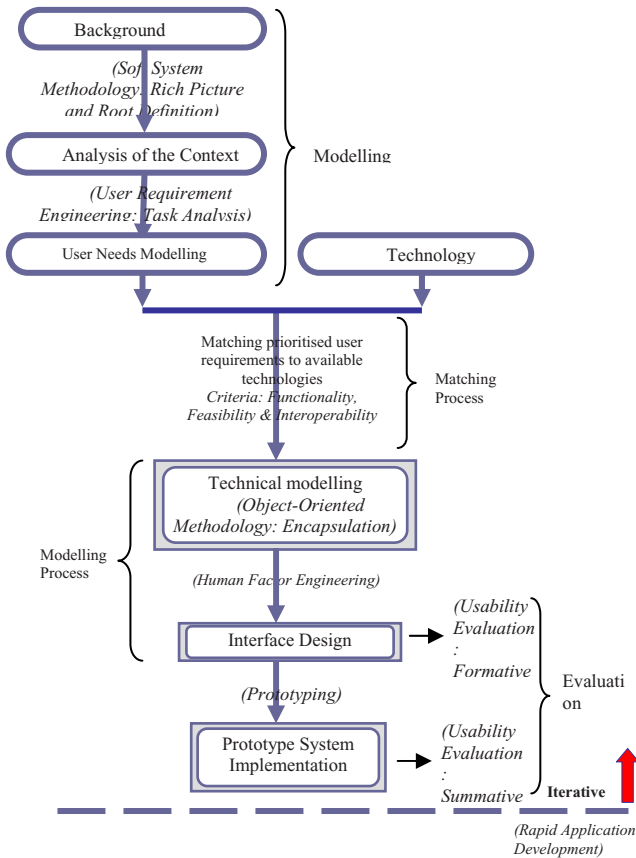 Background
(Sof System
Methodology: Rich Picture
and Root Definition)
Analysis of the Context
Modelling
(User Requirement
Engineering: Task Analysis)
User Needs Modelling
Technology
Matching prioritised user
requirements to available
technologies
Criteria: Functionality,
Feasibility & Interoperability
Matching
Process
Technical modelling
(Object-Oriented
Methodology: Encapsulation)
Modelling
Process
(Human Factor Engineering)
Interface Design
(Usability
Evaluation
:
Formative
Evaluati
on
(Prototyping)
Prototype System
Implementation
(Usability
Evaluation
:
Summative
Iterative
(Rapid Application
Development)